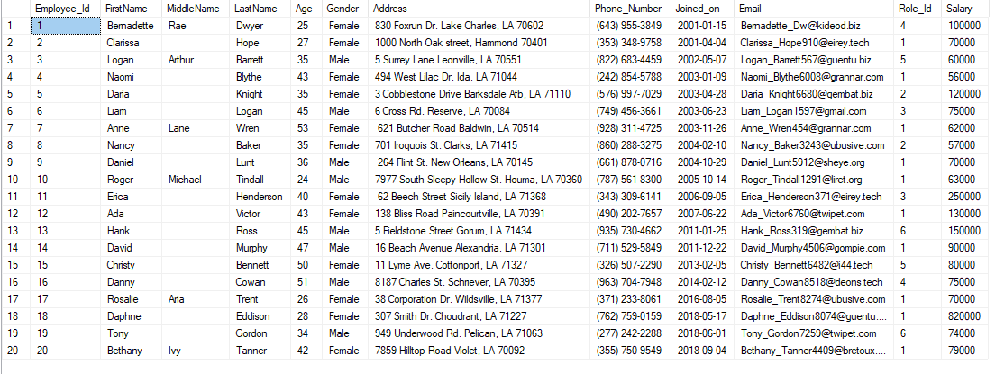 Employee_Id FirstName MiddleName LastName Age Gender Address Phone_Number Joined_on Email Role_Id Salary
1 1 Bernadette Rae Dwyer 25 Female 830 Foxrun Dr. Lake Charles, LA 70602 (643) 955-3849 2001-01-15 Bernadette_Dw@kideod.biz 4 100000
2 2 Clarissa Hope 27 Female 1000 North Oak street, Hammond 70401 (353) 348-9758 2001-04-04 Clarissa_Hope910@eirey.tech 1 70000
3 3 Logan Arthur Barrett 35 Male 5 Surrey Lane Leonville, LA 70551 (822) 683-4459 2002-05-07 Logan_Barrett567@guentu.biz 5 60000
4 4 Naomi Blythe 43 Female 494 West Lilac Dr. Ida, LA 71044 (242) 854-5788 2003-01-09 Naomi_Blythe6008@grannar.com 1 56000
5 5 Daria Knight 35 Female 3 Cobblestone Drive Barksdale Afb, LA 71110 (576) 997-7029 2003-04-28 Daria_Knight6680@gembat.biz 2 120000
6 6 Liam Logan 45 Male 6 Cross Rd. Reserve, LA 70084 (749) 456-3661 2003-06-23 Liam_Logan1597@gmail.com 3 75000
7 7 Anne Lane Wren 53 Female 621 Butcher Road Baldwin, LA 70514 (928) 311-4725 2003-11-26 Anne_Wren454@grannar.com 1 62000
8 8 Nancy Baker 35 Female 701 Iroquois St. Clarks, LA 71415 (860) 288-3275 2004-02-10 Nancy_Baker3243@ubusive.com 2 57000
9 9 Daniel Lunt 36 Male 264 Flint St. New Orleans, LA 70145 (661) 878-0716 2004-10-29 Daniel_Lunt5912@sheye.org 1 70000
10 10 Roger Michael Tindall 24 Male 7977 South Sleepy Hollow St. Houma, LA 70360 (787) 561-8300 2005-10-14 Roger_Tindall1291@liret.org 1 63000
11 11 Erica Henderson 40 Female 62 Beech Street Sicily Island, LA 71368 (343) 309-6141 2006-09-05 Erica_Henderson371@eirey.tech 3 250000
12 12 Ada Victor 43 Female 138 Bliss Road Paincourtville, LA 70391 (490) 202-7657 2007-06-22 Ada_Victor6760@twipet.com 1 130000
13 13 Hank Ross 45 Male 5 Fieldstone Street Gorum, LA 71434 (935) 730-4662 2011-01-25 Hank_Ross319@gembat.biz 6 150000
14 14 David Murphy 47 Male 16 Beach Avenue Alexandria, LA 71301 (711) 529-5849 2011-12-22 David_Murphy4506@gompie.com 1 90000
15 15 Christy Bennett 50 Female 11 Lyme Ave. Cottonport, LA 71327 (326) 507-2290 2013-02-05 Christy_Bennett6482@i44.tech 5 80000
16 16 Danny Cowan 51 Male 8187 Charles St. Schriever, LA 70395 (963) 704-7948 2014-02-12 Danny_Cowan8518@deons.tech 4 75000
17 17 Rosalie Aria Trent 26 Female 38 Corporation Dr. Wildsville, LA 71377 (371) 233-8061 2016-08-05 Rosalie_Trent8274@ubusive.com 1 70000
18 18 Daphne Eddison 28 Female 307 Smith Dr. Choudrant, LA 71227 (762) 759-0159 2018-05-17 Daphne_Eddison8074@guentu.... 1 820000
19 19 Tony Gordon 34 Male 949 Underwood Rd. Pelican, LA 71063 (277) 242-2288 2018-06-01 Tony_Gordon7259@twipet.com 6 74000
20 20 Bethany Ivy Tanner 42 Female 7859 Hilltop Road Violet, LA 70092 (355) 750-9549 2018-09-04 Bethany_Tanner4409@bretoux.... 1 79000